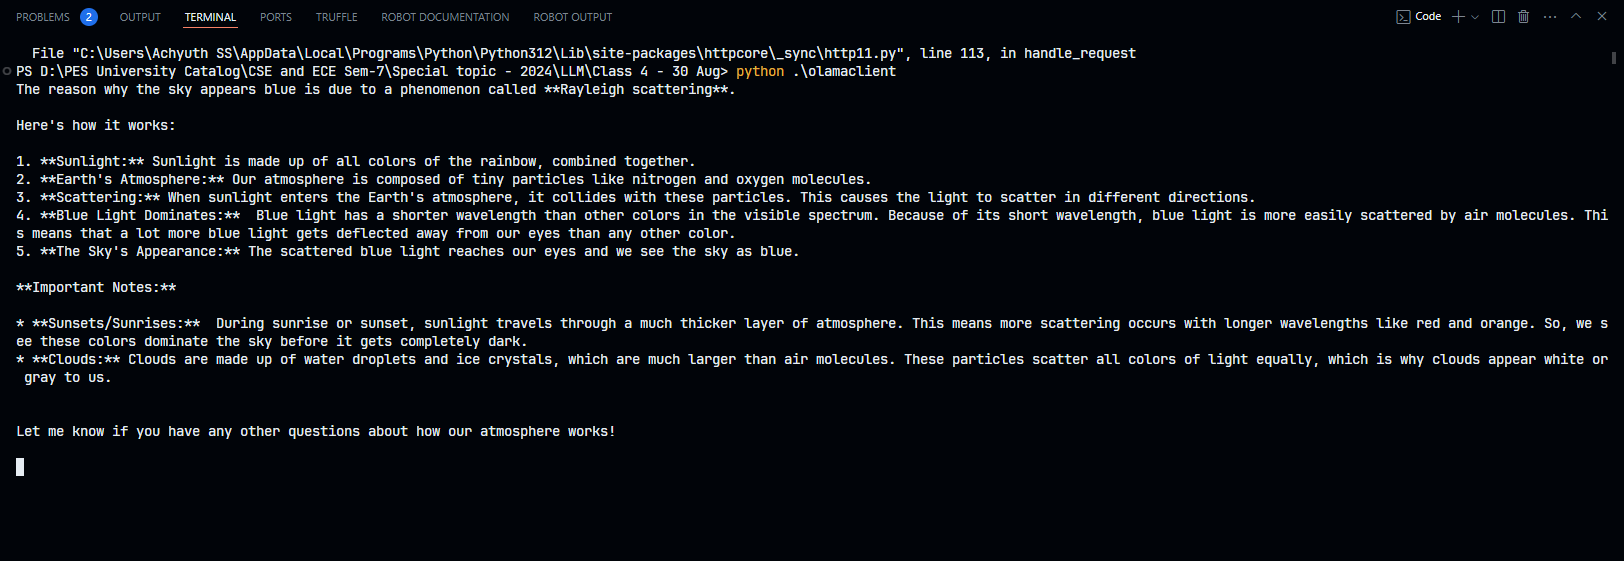 PROBLEMS 2 OUTPUT TERMINAL PORTS TRUFFLE ROBOT DOCUMENTATION ROBOT OUTPUT Code
File "C:\Users\Achyuth SS\AppData\Local\Programs\Python\Python312\Lib\site-packages\httpcore\_sync\http11.py", line 113, in handle_request
PS D:\PES University Catalog\CSE and ECE Sem-7\Special topic - 2024\LLM\Class 4 - 30 Aug> python .\olamaclient
The reason why the sky appears blue is due to a phenomenon called **Rayleigh scattering**.
Here's how it works:
1. **Sunlight:** Sunlight is made up of all colors of the rainbow, combined together.
2. **Earth's Atmosphere:** Our atmosphere is composed of tiny particles like nitrogen and oxygen molecules.
3. **Scattering:** When sunlight enters the Earth's atmosphere, it collides with these particles. This causes the light to scatter in different directions.
4. **Blue Light Dominates:**  Blue light has a shorter wavelength than other colors in the visible spectrum. Because of its short wavelength, blue light is more easily scattered by air molecules. Thi
s means that a lot more blue light gets deflected away from our eyes than any other color.
5. **The Sky's Appearance:** The scattered blue light reaches our eyes and we see the sky as blue.
**Important Notes:**
* **Sunsets/Sunrises:**  During sunrise or sunset, sunlight travels through a much thicker layer of atmosphere. This means more scattering occurs with longer wavelengths like red and orange. So, we s
ee these colors dominate the sky before it gets completely dark.
* **Clouds:** Clouds are made up of water droplets and ice crystals, which are much larger than air molecules. These particles scatter all colors of light equally, which is why clouds appear white or
gray to us.
Let me know if you have any other questions about how our atmosphere works!